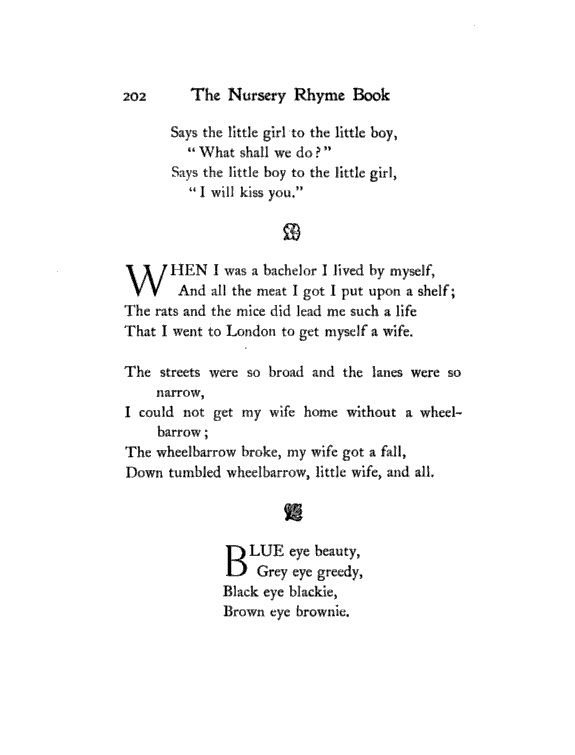 202 The Nursery Rhyme Book
Says the little girl to the little boy,
“What shall we do?”
Says the little boy to the little girl,
“I will kiss you.”
WHEN I was a bachelor I lived by myself,
And all the meat I got I put upon a shelf;
The rats and the mice did lead me such a life
That I went to London to get myself a wife.
The streets were so broad and the lanes were so
narrow,
I could not get my wife home without a wheel-
barrow;
The wheelbarrow broke, my wife got a fall,
Down tumbled wheelbarrow, little wife, and all.
BLUE eye beauty,
Grey eye greedy,
Black eye blackie,
Brown eye brownie.